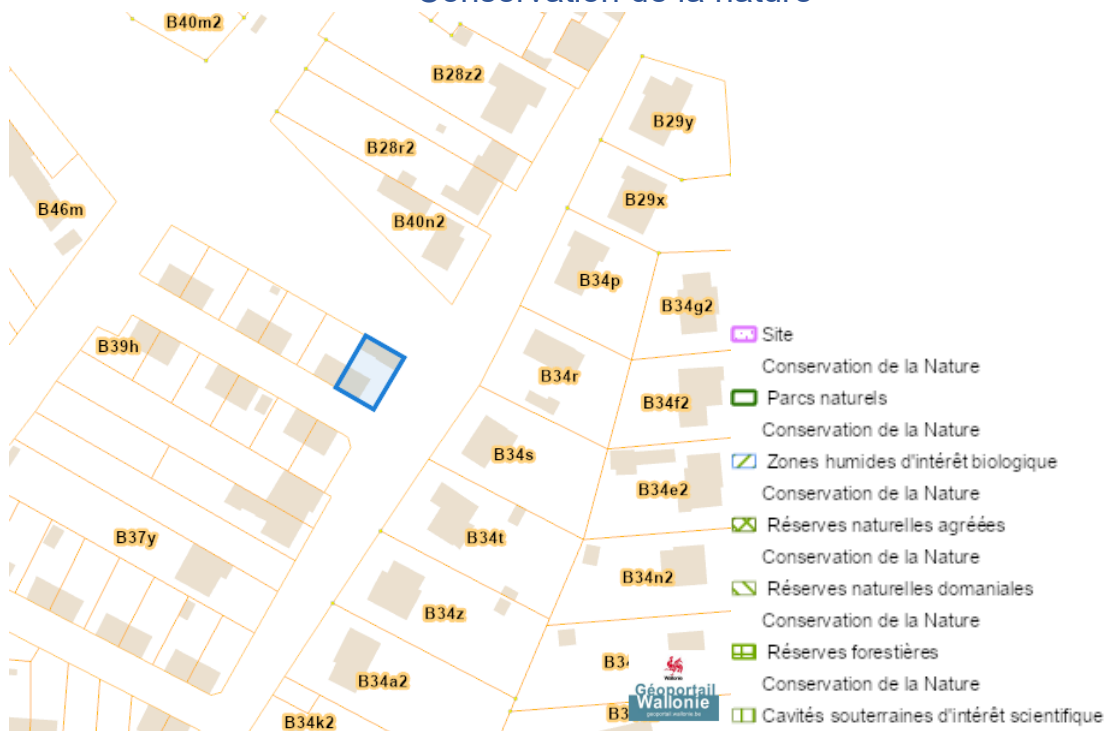 Conservation de la nature
B40m2
B28z2
B29y
B28r2
B29x
B46m
B40n2
B34p
B34g2
B39h
B34r
B34f2
B34s
B34e2
B37y
B34t
B34n2
B34z
B34a2
B34k2
Wallonie
Géoportail
Wallonie
geoportail.wallonie.be
Site
Conservation de la Nature
Parcs naturels
Conservation de la Nature
Zones humides d'intérêt biologique
Conservation de la Nature
Réserves naturelles agréées
Conservation de la Nature
Réserves naturelles domaniales
Conservation de la Nature
Réserves forestières
Conservation de la Nature
Cavités souterraines d'intérêt scientifique